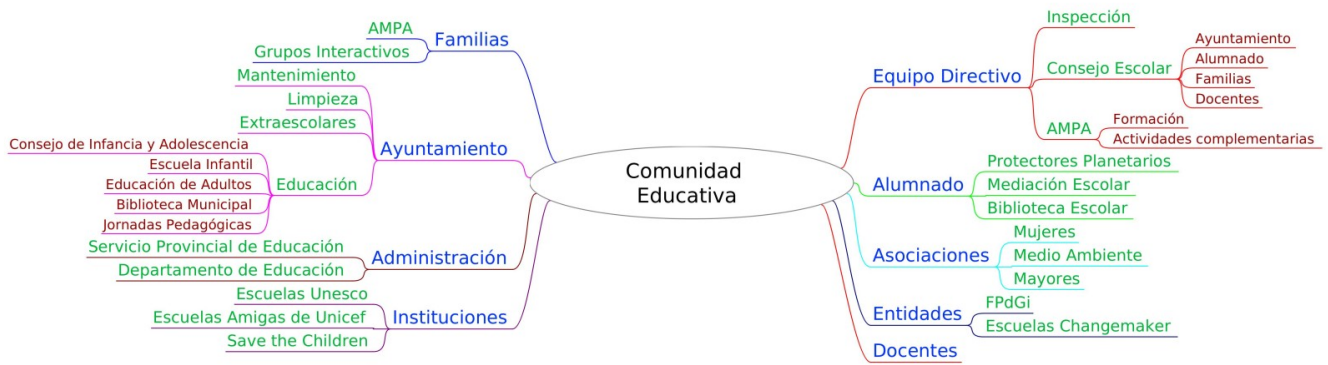 Comunidad
Educativa
Familias
AMPA
Grupos Interactivos
Ayuntamiento
Mantenimiento
Limpieza
Extraescolares
Educación
Consejo de Infancia y Adolescencia
Escuela Infantil
Educación de Adultos
Biblioteca Municipal
Jornadas Pedagógicas
Administración
Servicio Provincial de Educación
Departamento de Educación
Instituciones
Escuelas Unesco
Escuelas Amigas de Unicef
Save the Children
Equipo Directivo
Inspección
Consejo Escolar
Ayuntamiento
Alumnado
Familias
Docentes
AMPA
Formación
Actividades complementarias
Alumnado
Protectores Planetarios
Mediación Escolar
Biblioteca Escolar
Asociaciones
Mujeres
Medio Ambiente
Mayores
Entidades
FPdGi
Escuelas Changemaker
Docentes